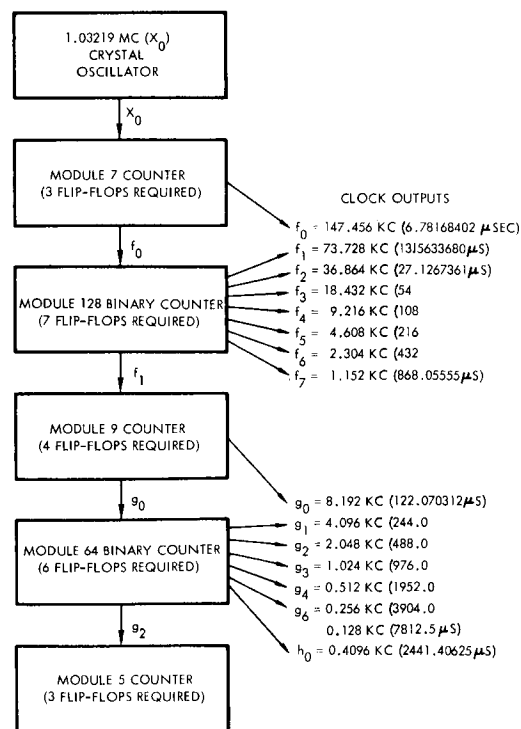 1.03219 MC (X0)
CRYSTAL
OSCILLATOR
X0
MODULE 7 COUNTER
(3 FLIP-FLOPS REQUIRED)
CLOCK OUTPUTS
f0 = 147.456 KC (6.78168402 μSEC)
f0
f1 = 73.728 KC (13.5633680μS)
f2 = 36.864 KC (27.1267361μS)
f3 = 18.432 KC (54
f4 = 9.216 KC (108
f5 = 4.608 KC (216
f6 = 2.304 KC (432
f7 = 1.152 KC (868.05555μS)
MODULE 128 BINARY COUNTER
(7 FLIP-FLOPS REQUIRED)
f1
MODULE 9 COUNTER
(4 FLIP-FLOPS REQUIRED)
g0
g0 = 8.192 KC (122.070312μS)
g1 = 4.096 KC (244.0
g2 = 2.048 KC (488.0
g3 = 1.024 KC (976.0
g4 = 0.512 KC (1952.0
g6 = 0.256 KC (3904.0
0.128 KC (7812.5μS)
h0 = 0.4096 KC (2441.40625μS)
MODULE 64 BINARY COUNTER
(6 FLIP-FLOPS REQUIRED)
g2
MODULE 5 COUNTER
(3 FLIP-FLOPS REQUIRED)